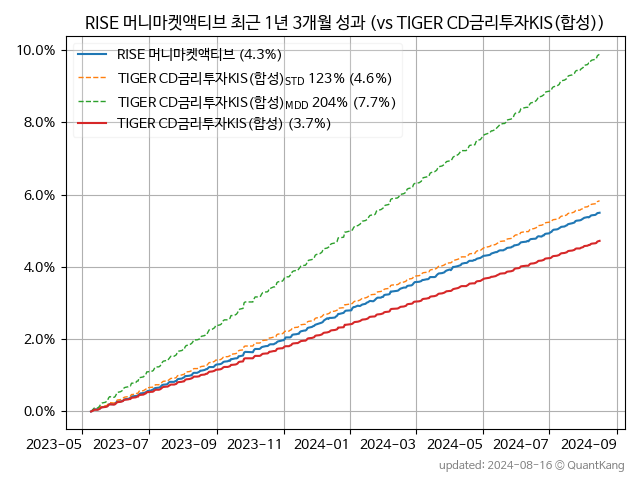 RISE 머니마켓액티브 최근 1년 3개월 성과 (vs TIGER CD금리투자KIS(합성))
10.0%
8.0%
6.0%
4.0%
2.0%
0.0%
RISE 머니마켓액티브 (4.3%)
TIGER CD금리투자KIS(합성)STD 123% (4.6%)
TIGER CD금리투자KIS(합성)MDD 204% (7.7%)
TIGER CD금리투자KIS(합성) (3.7%)
2023-05 2023-07 2023-09 2023-11 2024-01 2024-03 2024-05 2024-07 2024-09
updated: 2024-08-16 © QuantKang